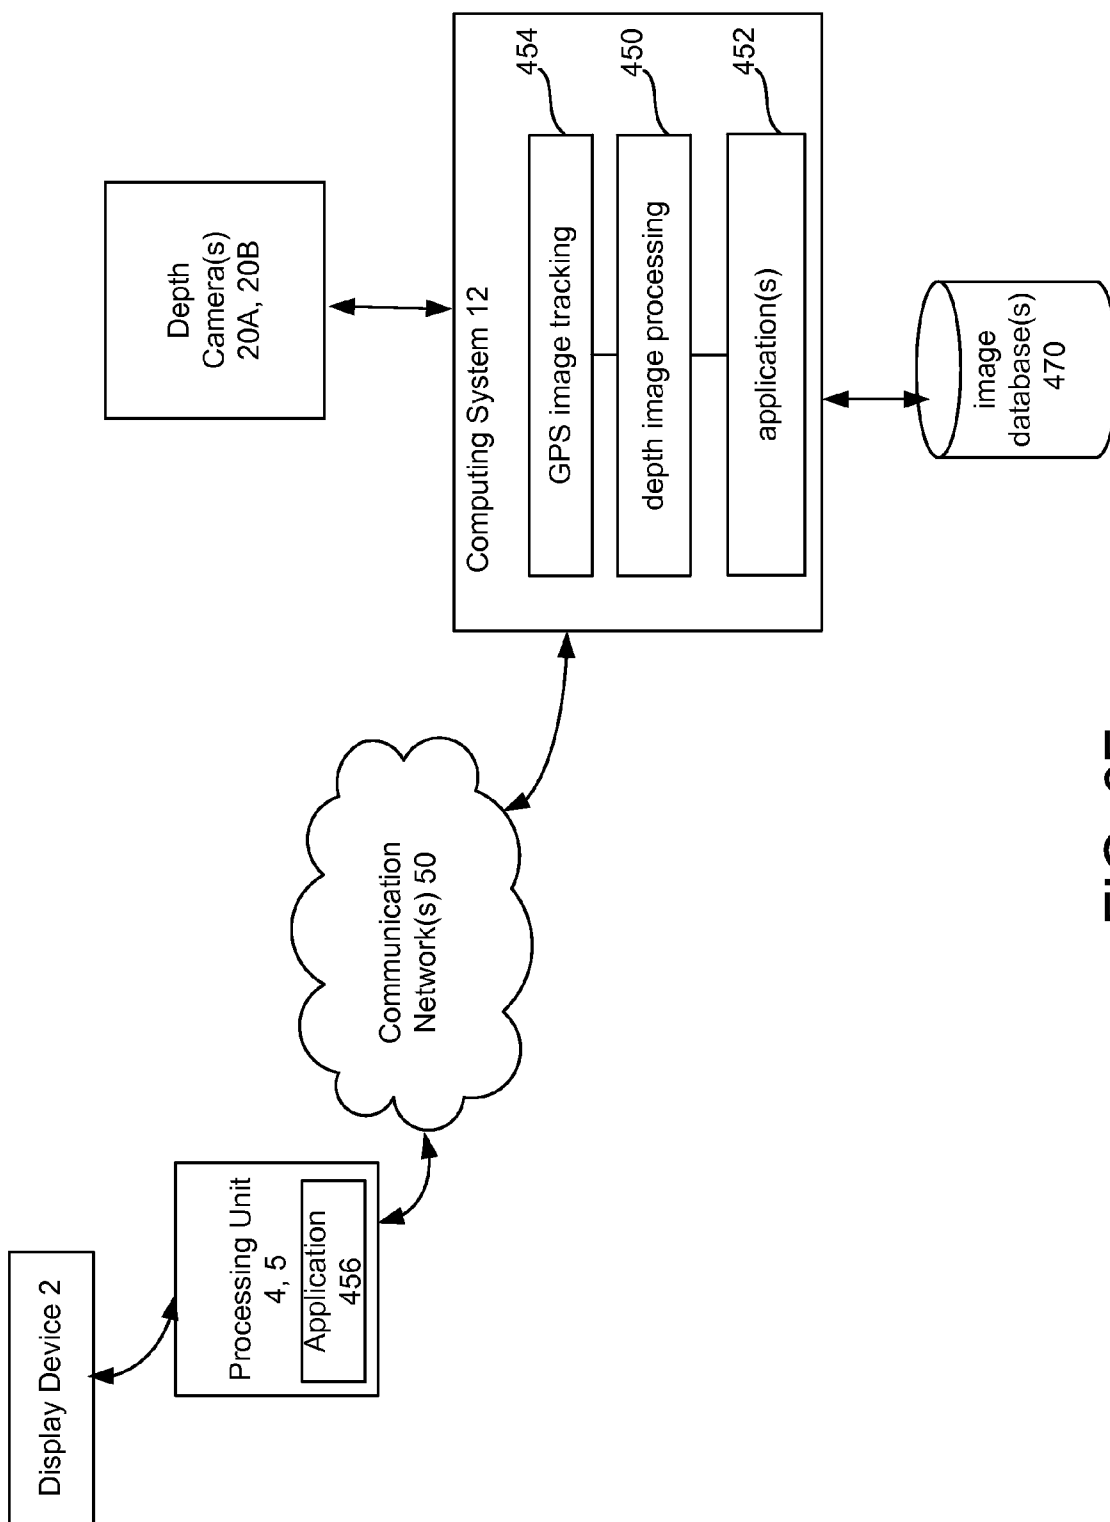 Display Device 2
Processing Unit
4, 5
Application
456
Communication
Network(s) 50
Depth
Camera(s)
20A, 20B
Computing System 12
GPS image tracking
454
depth image processing
450
application(s)
452
image
database(s)
470